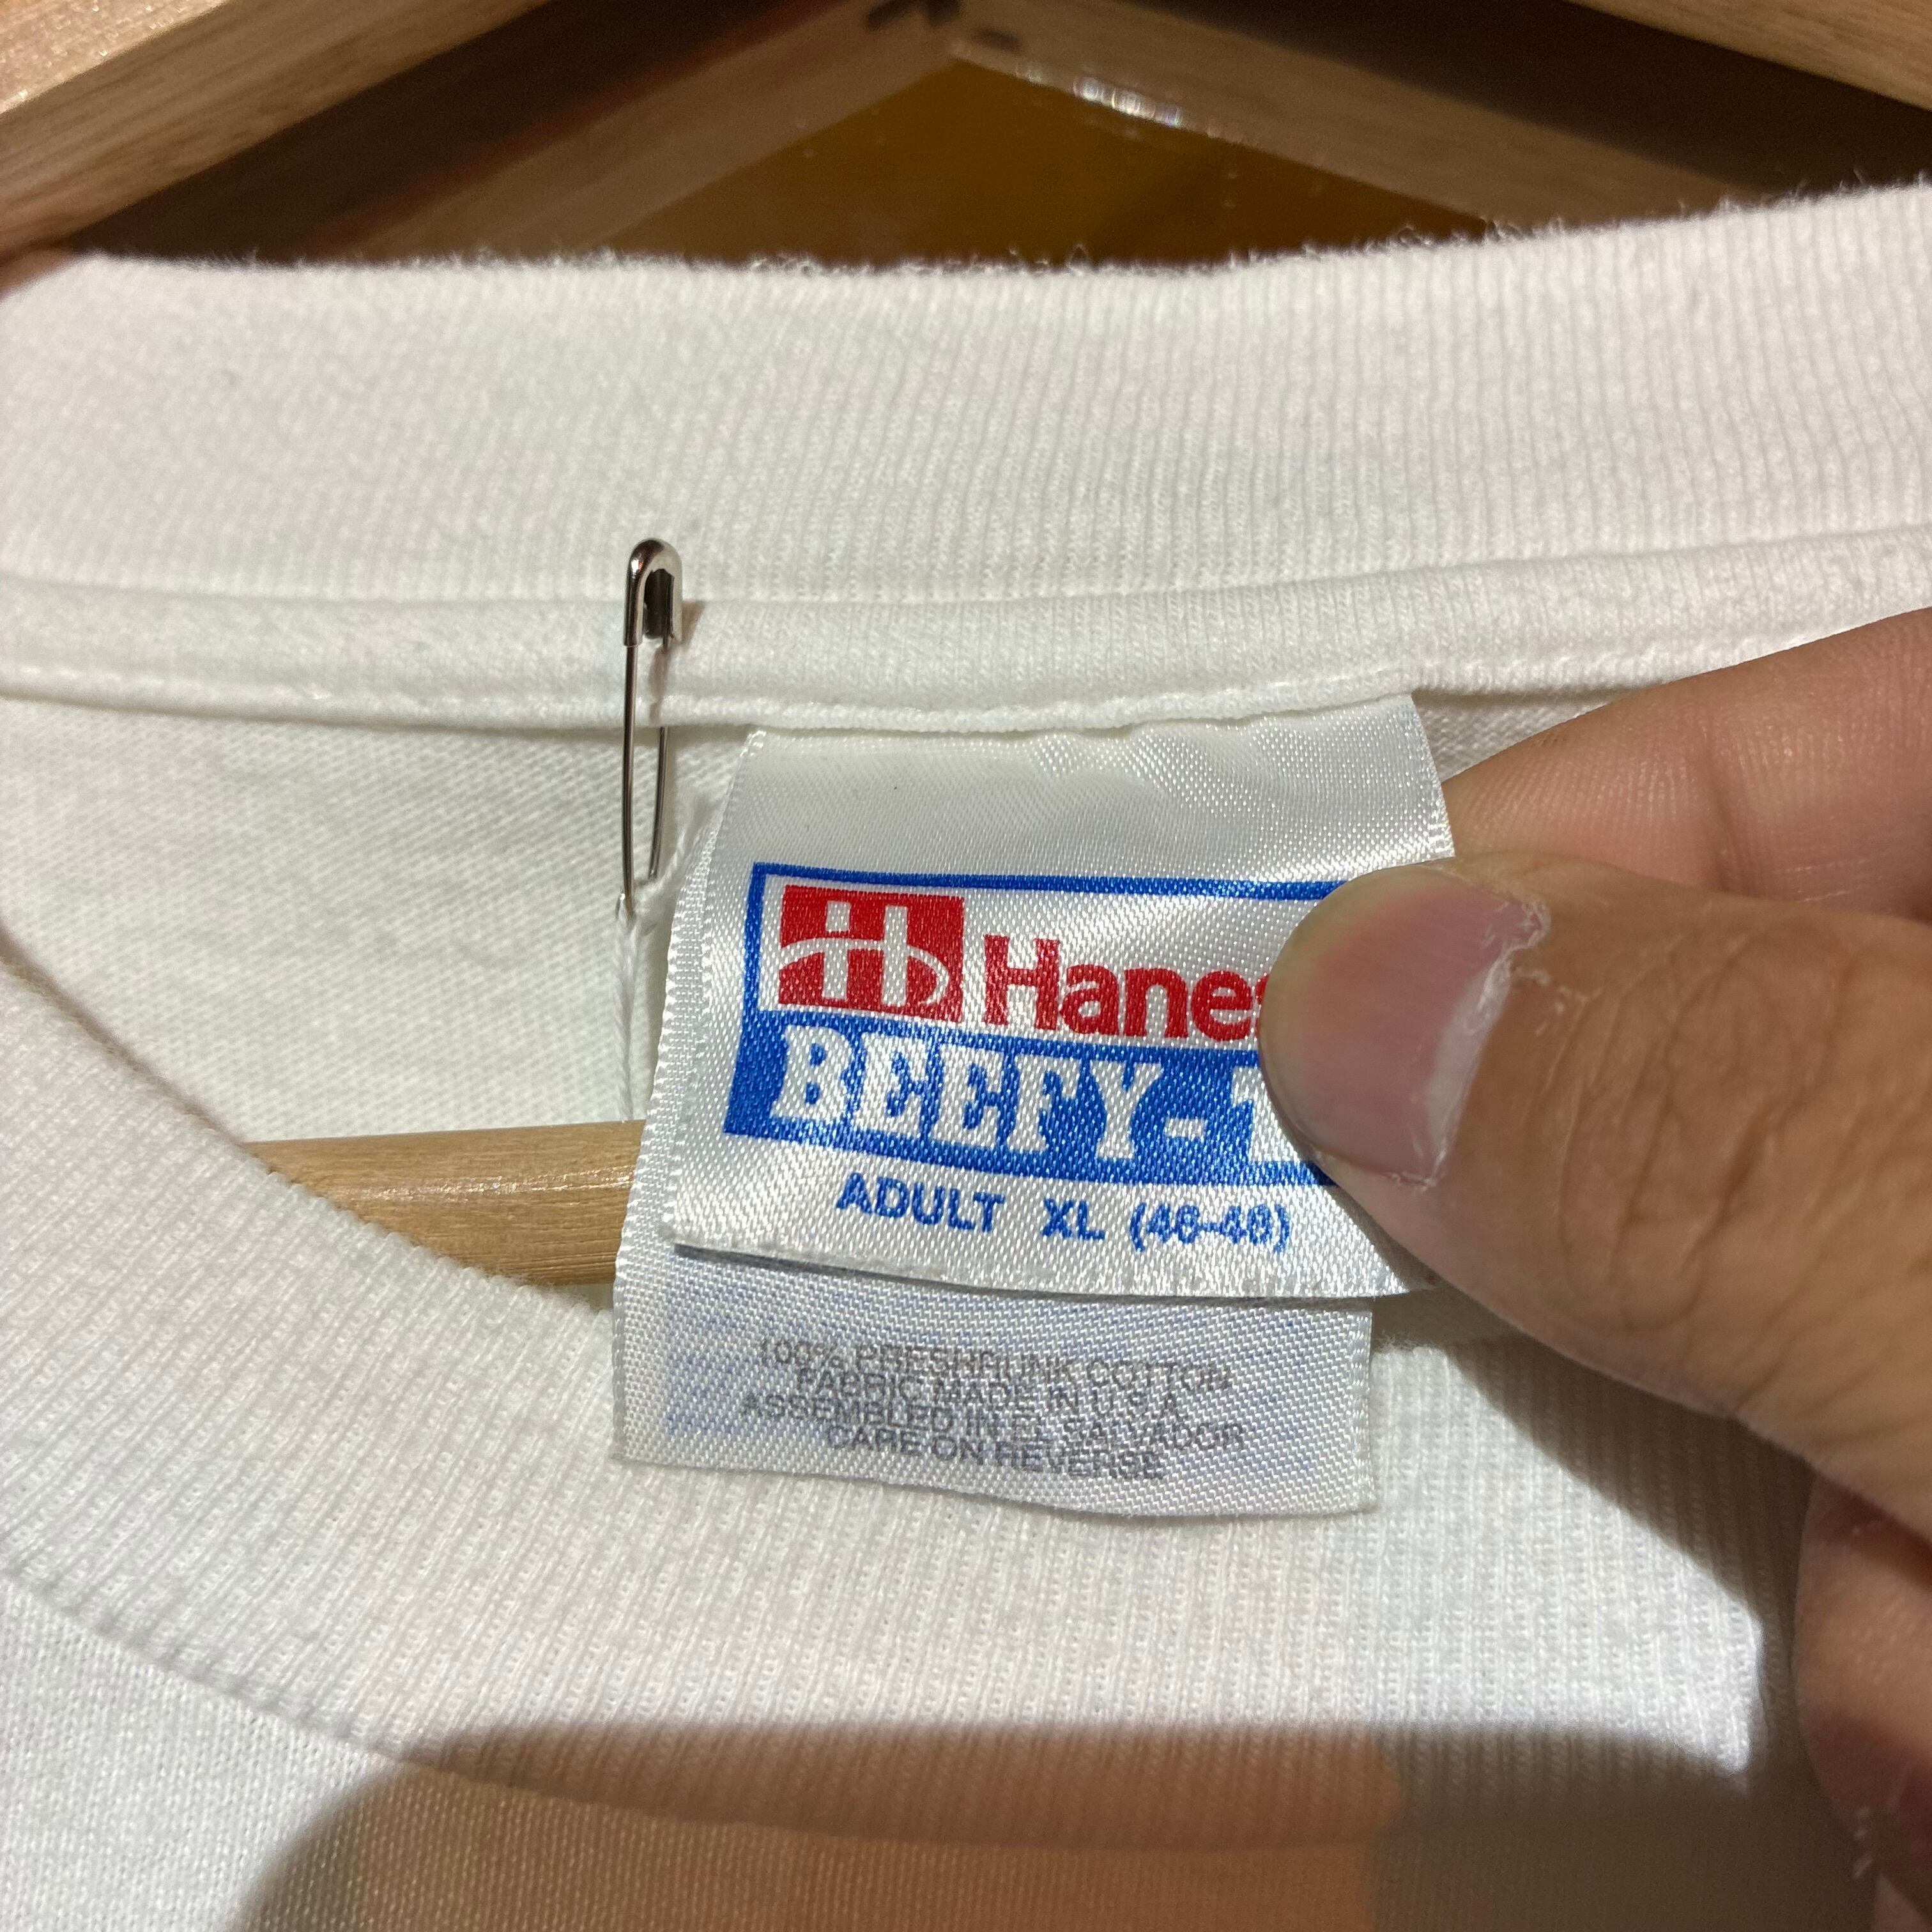 Hanes
BEEFY-T
ADULT XL (46-48)
100% PRESHRUNK COTTON
FABRIC MADE IN U.S.A.
ASSEMBLED IN EL SALVADOR
CARE ON REVERSE